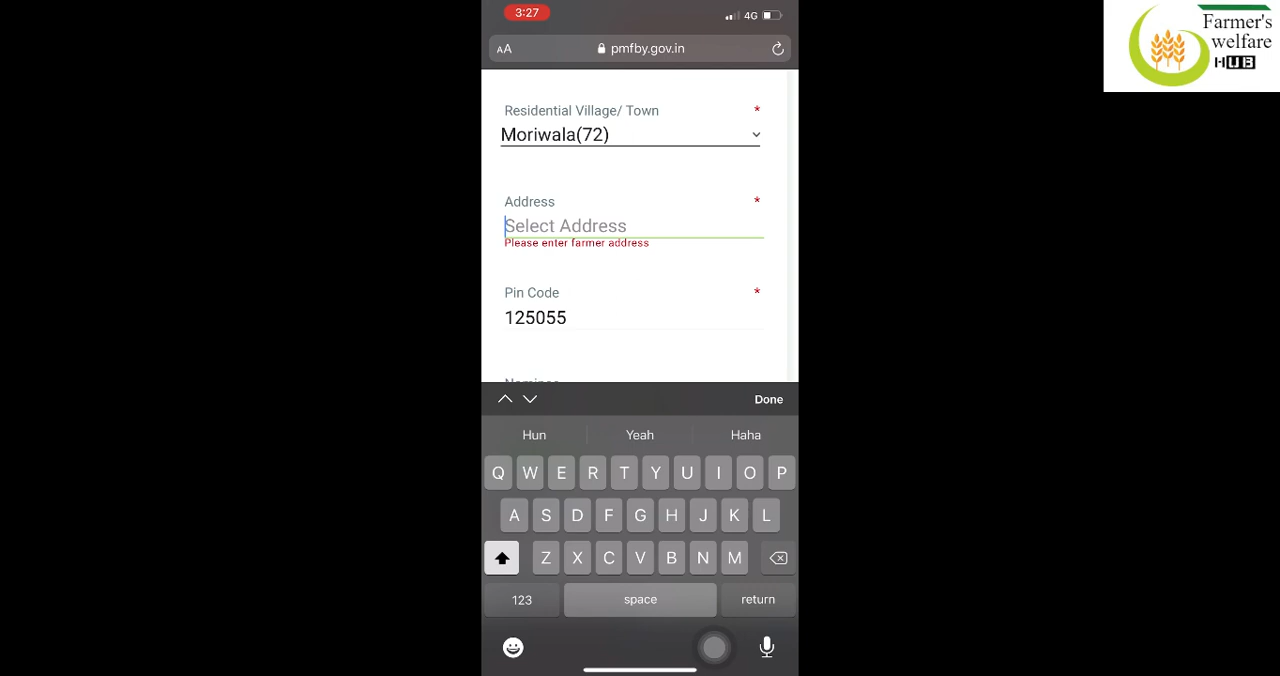 3:27
4G
AA
pmfby.gov.in
Farmer's
welfare
HUB
Residential Village/ Town *
Moriwala(72)
Address *
Select Address
Please enter farmer address
Pin Code *
125055
Nominee
Done
Hun Yeah Haha
Q W E R T Y U I O P
A S D F G H J K L
Z X C V B N M
123 space return